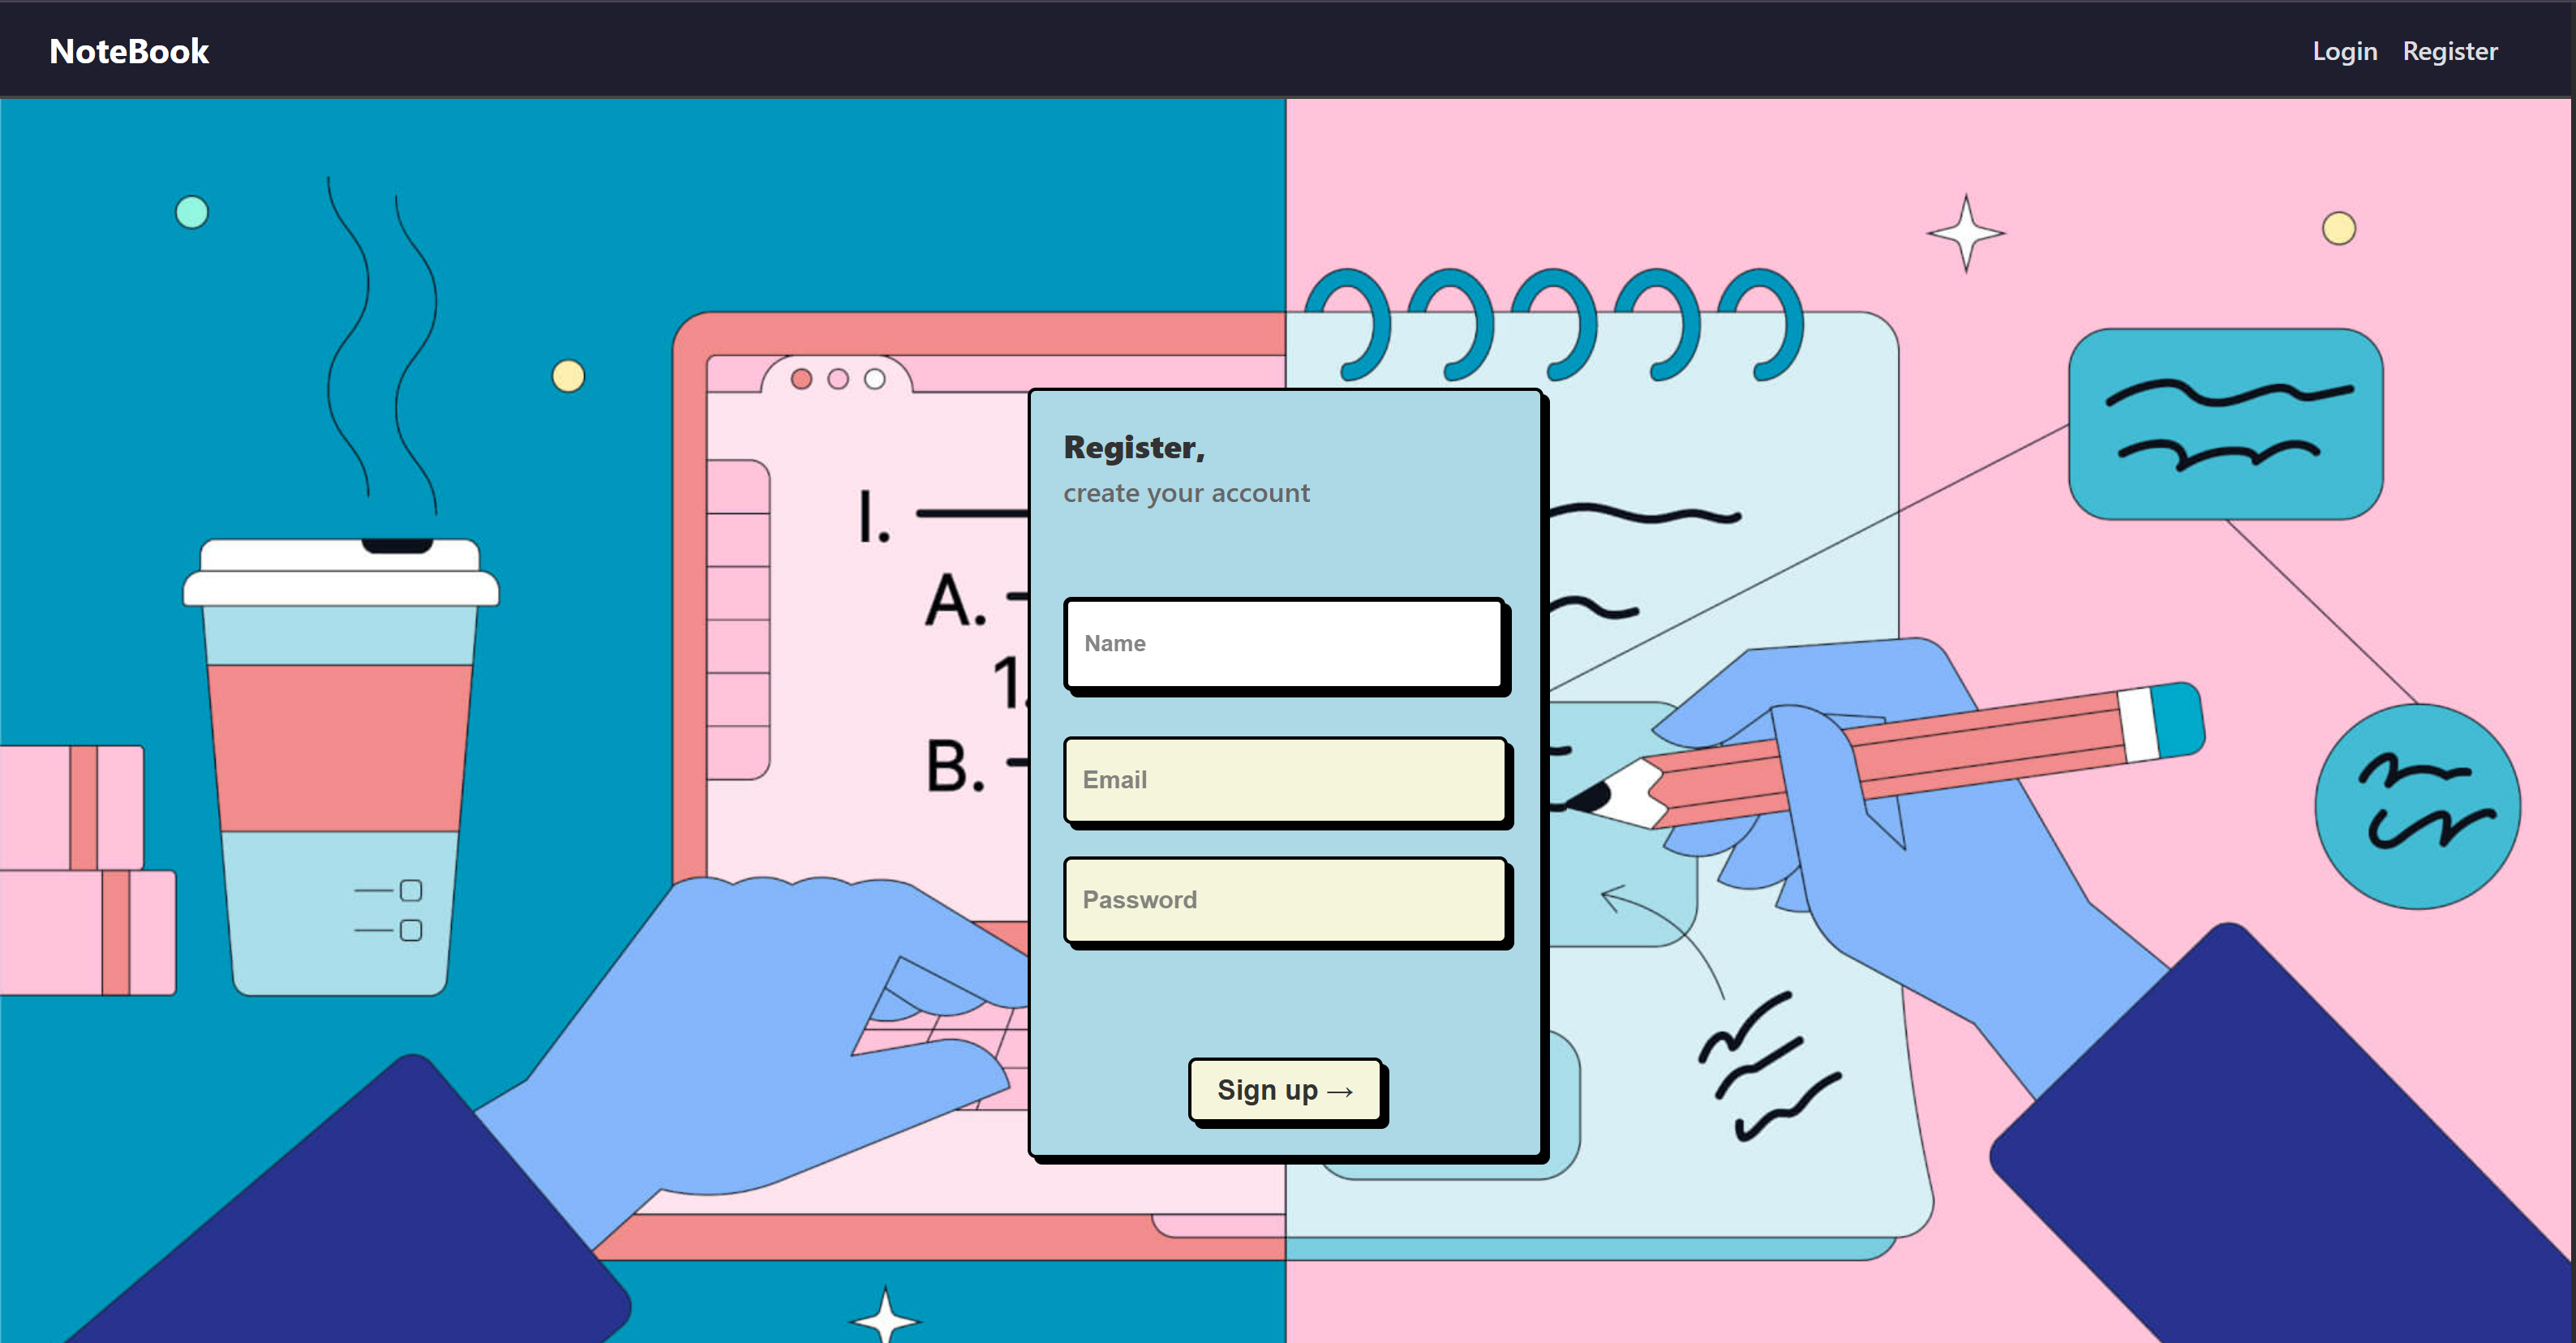 NoteBook
Login Register
Register,
create your account
I.
A.
1.
B.
Name
Email
Password
Sign up →